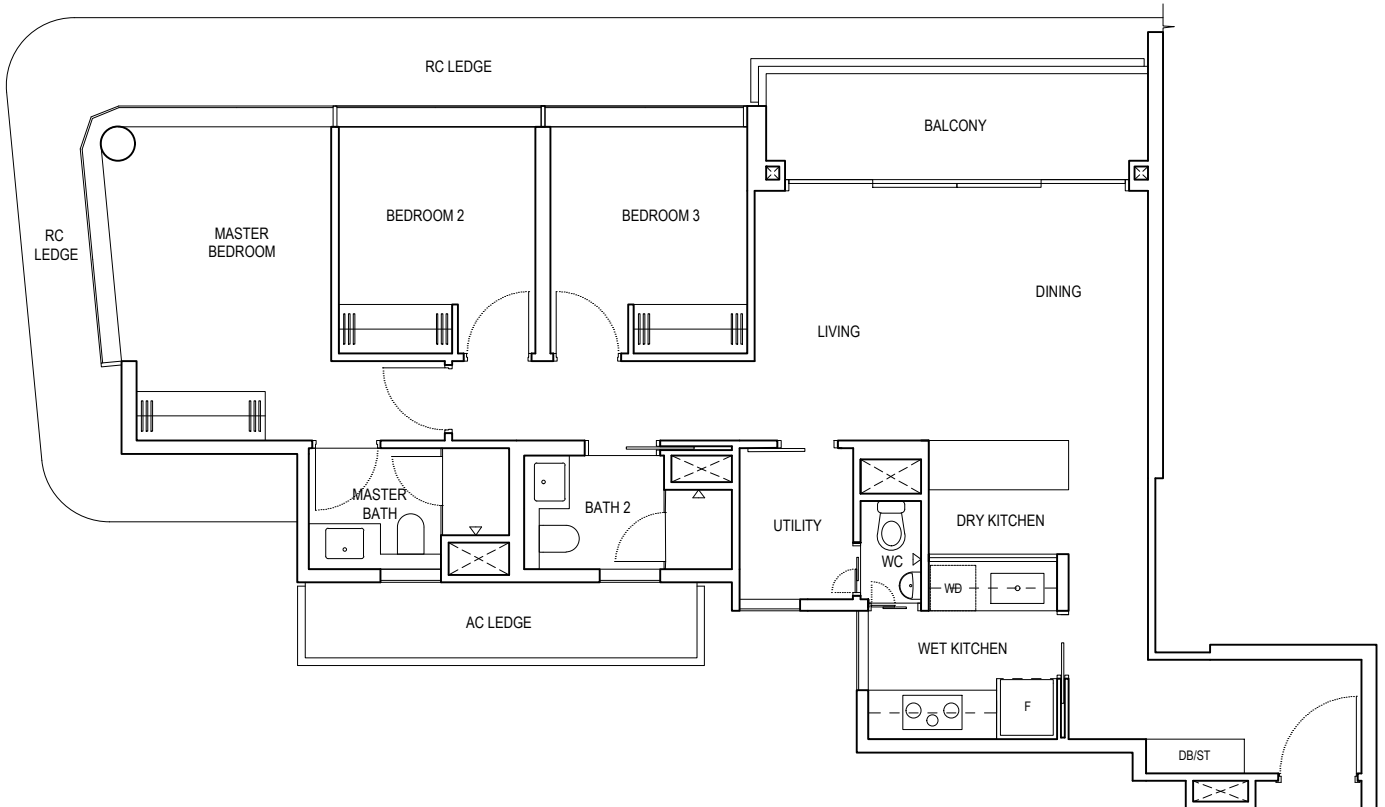 RC LEDGE
BALCONY
BEDROOM 2
BEDROOM 3
MASTER
BEDROOM
RC
LEDGE
DINING
LIVING
MASTER
BATH
BATH 2
UTILITY
DRY KITCHEN
WC
WD
AC LEDGE
WET KITCHEN
F
DB/ST